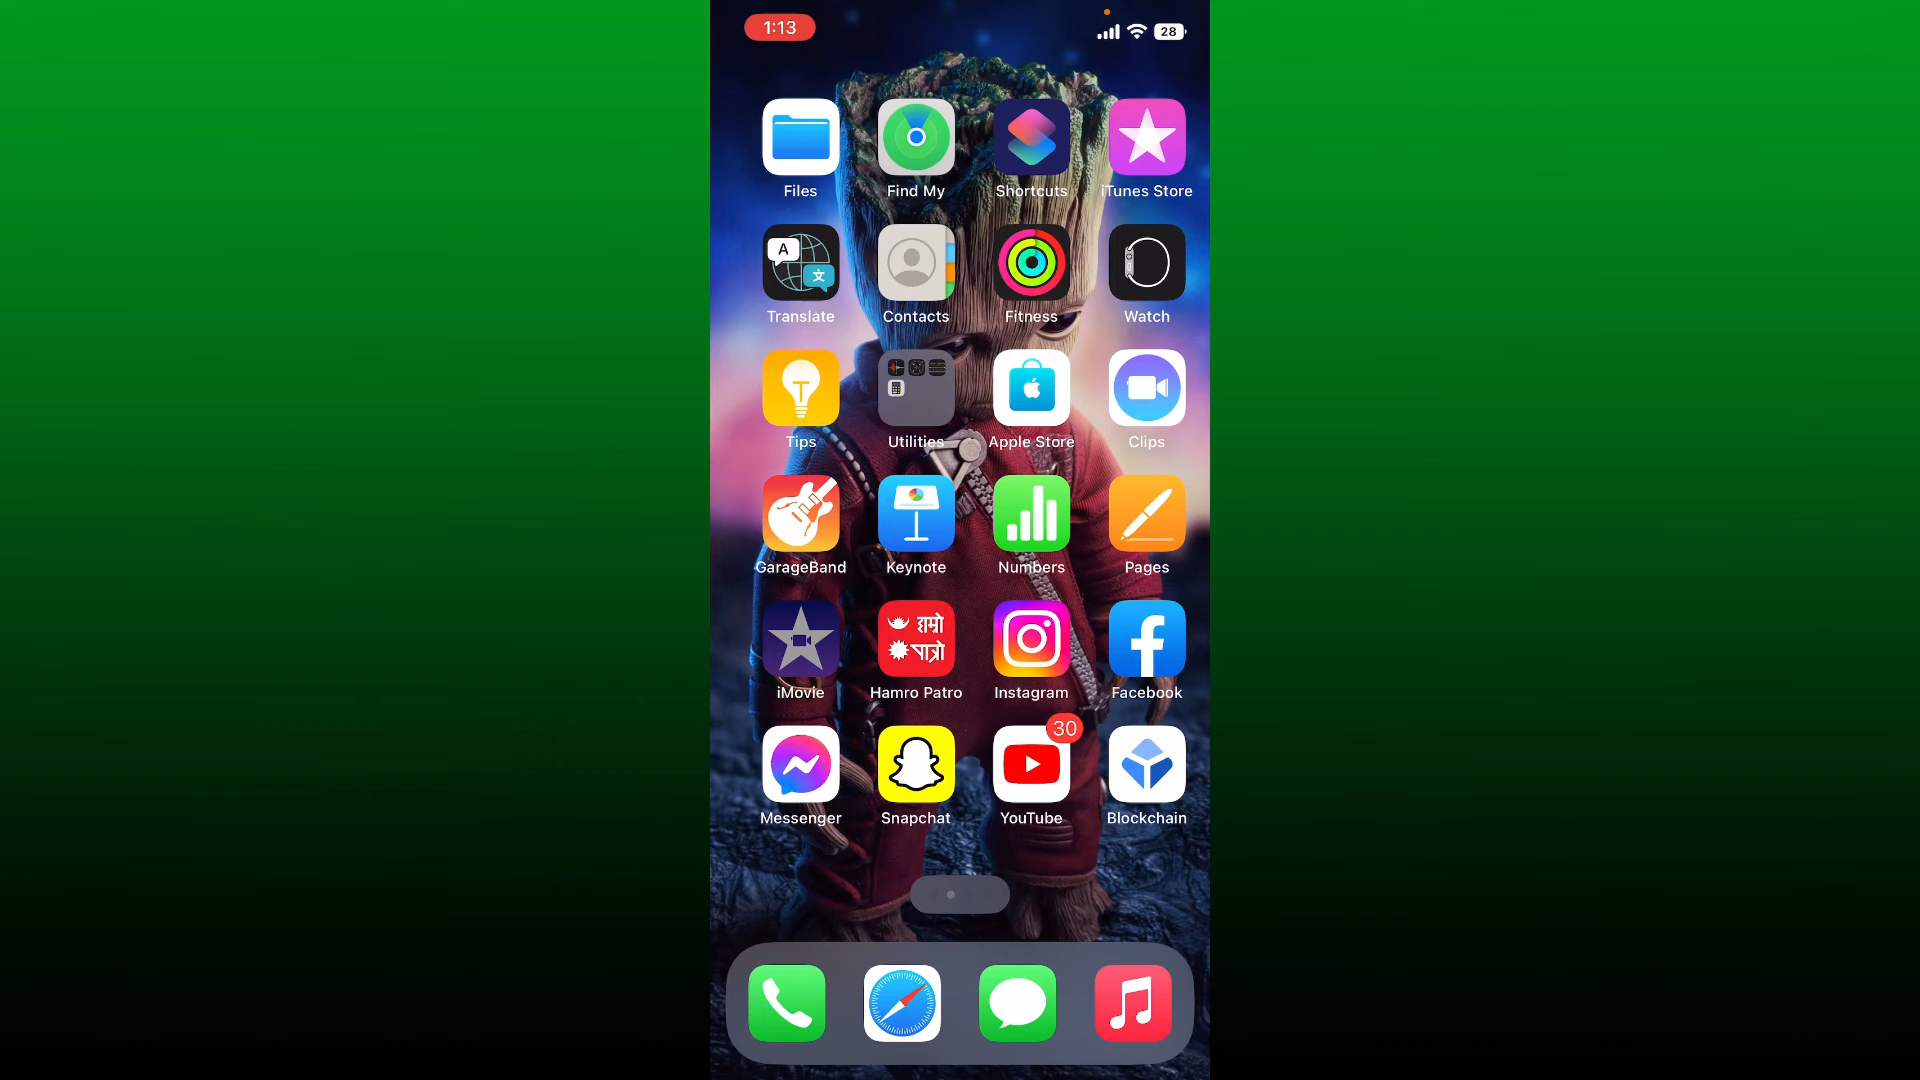 1:13
28
Files Find My Shortcuts iTunes Store
A 文
Translate Contacts Fitness Watch
Tips Utilities Apple Store Clips
GarageBand Keynote Numbers Pages
हाम्रो
पात्रो
iMovie Hamro Patro Instagram Facebook
30
Messenger Snapchat YouTube Blockchain